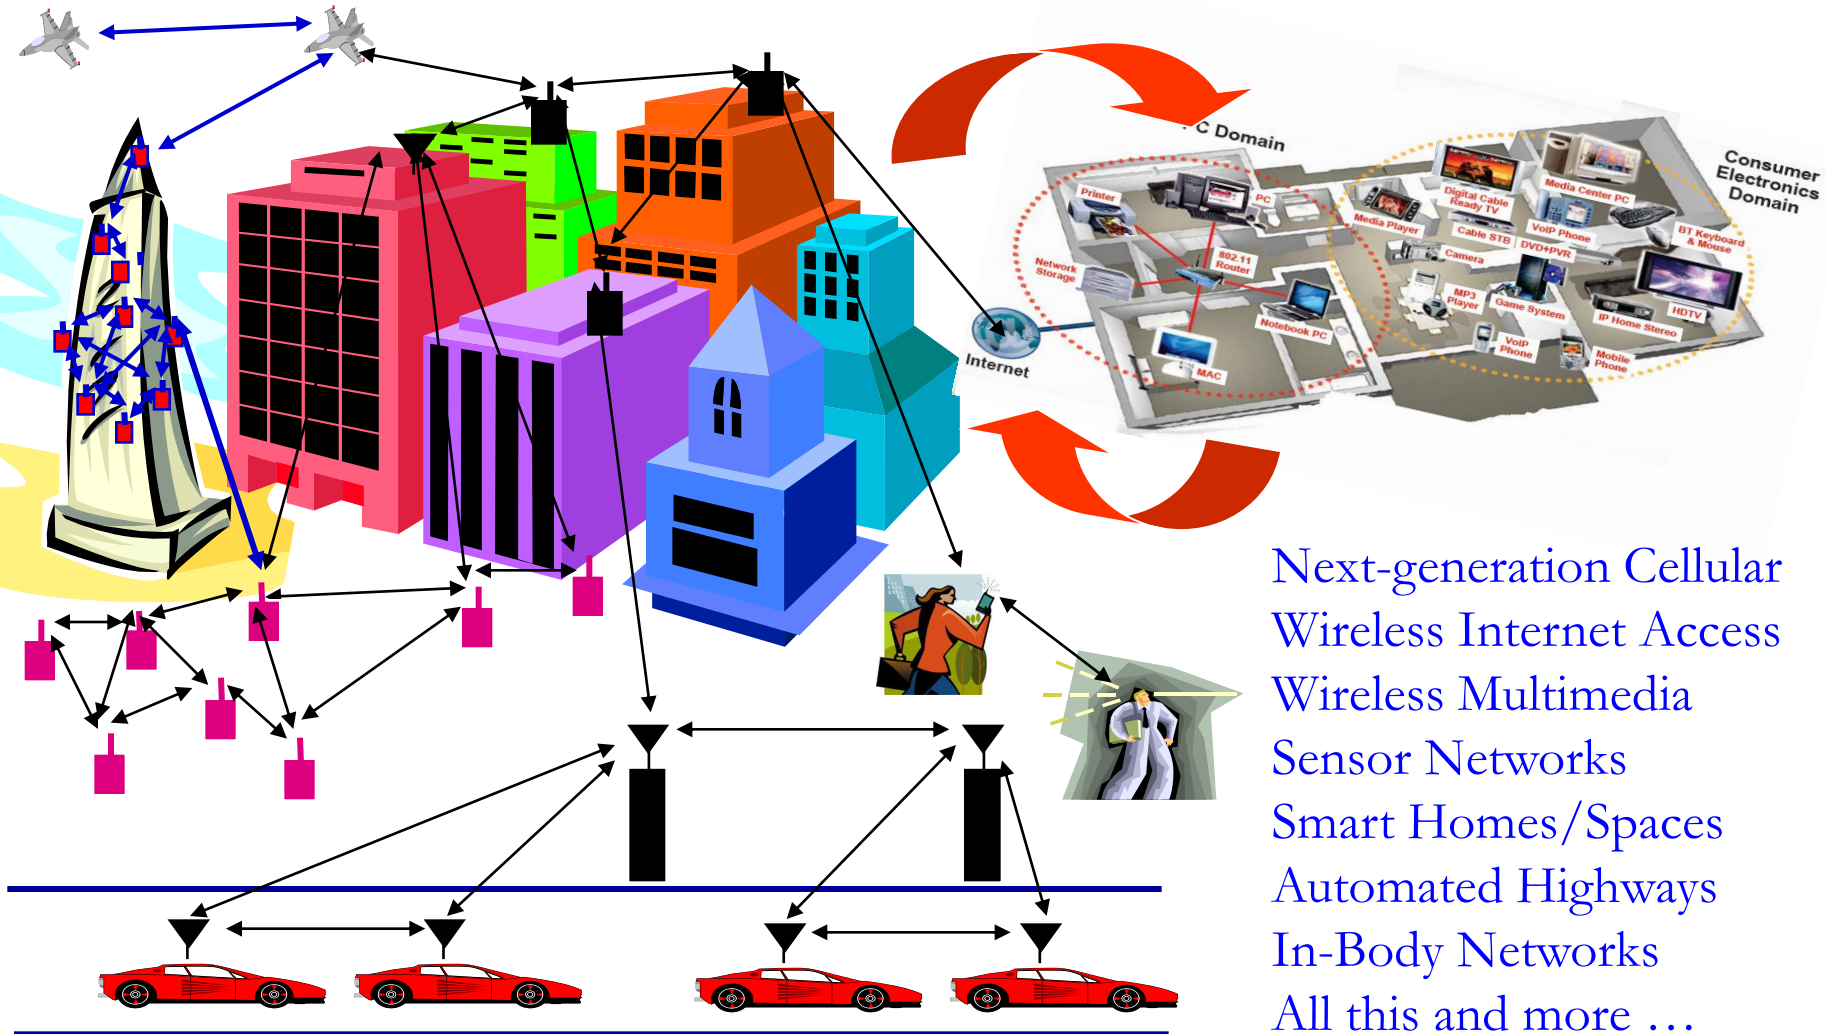 PC Domain
Consumer
Electronics
Domain
Printer
PC
Network
Storage
802.11
Router
Notebook PC
MAC
Internet
Digital Cable
Ready TV
Media Center PC
Media Player
Cable STB
VoIP Phone
DVD+PVR
BT Keyboard
& Mouse
Camera
MP3
Player
Game System
IP Home Stereo
HDTV
VoiP
Phone
Mobile
Phone
Next-generation Cellular
Wireless Internet Access
Wireless Multimedia
Sensor Networks
Smart Homes/Spaces
Automated Highways
In-Body Networks
All this and more …